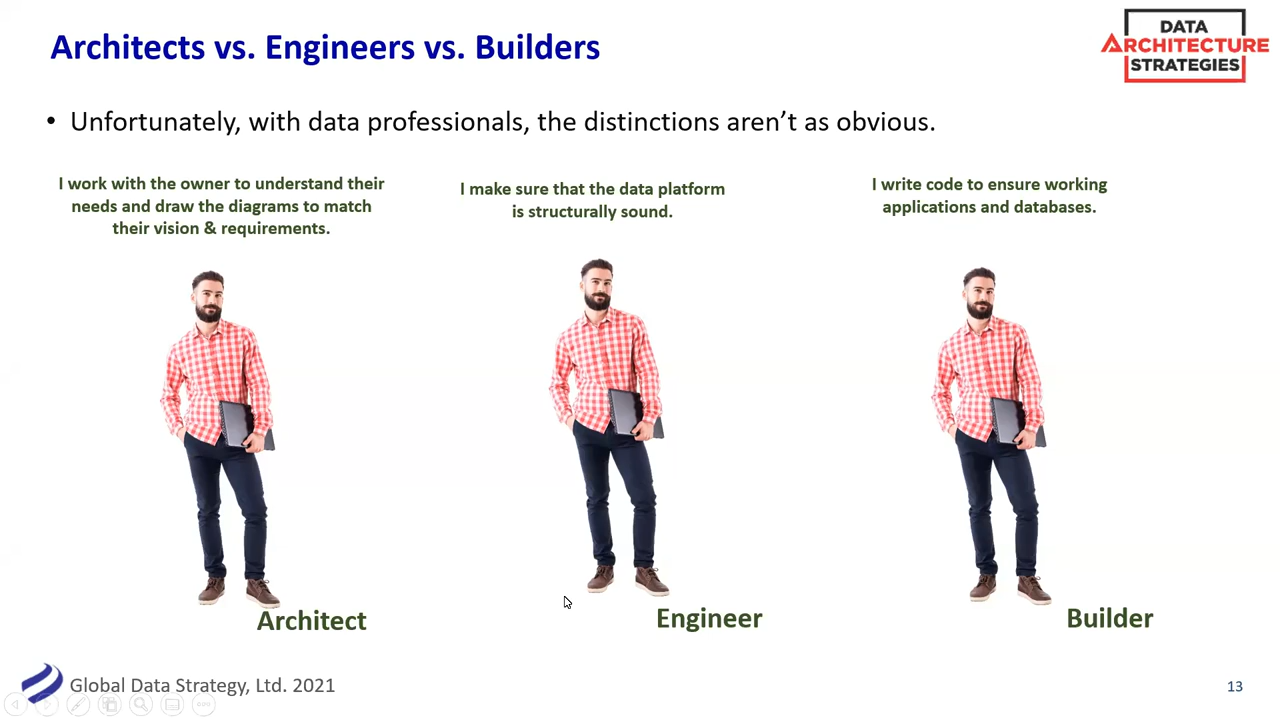 Architects vs. Engineers vs. Builders
DATA
ARCHITECTURE
STRATEGIES
• Unfortunately, with data professionals, the distinctions aren’t as obvious.
I work with the owner to understand their
needs and draw the diagrams to match
their vision & requirements.
I make sure that the data platform
is structurally sound.
I write code to ensure working
applications and databases.
Architect
Engineer
Builder
Global Data Strategy, Ltd. 2021
13